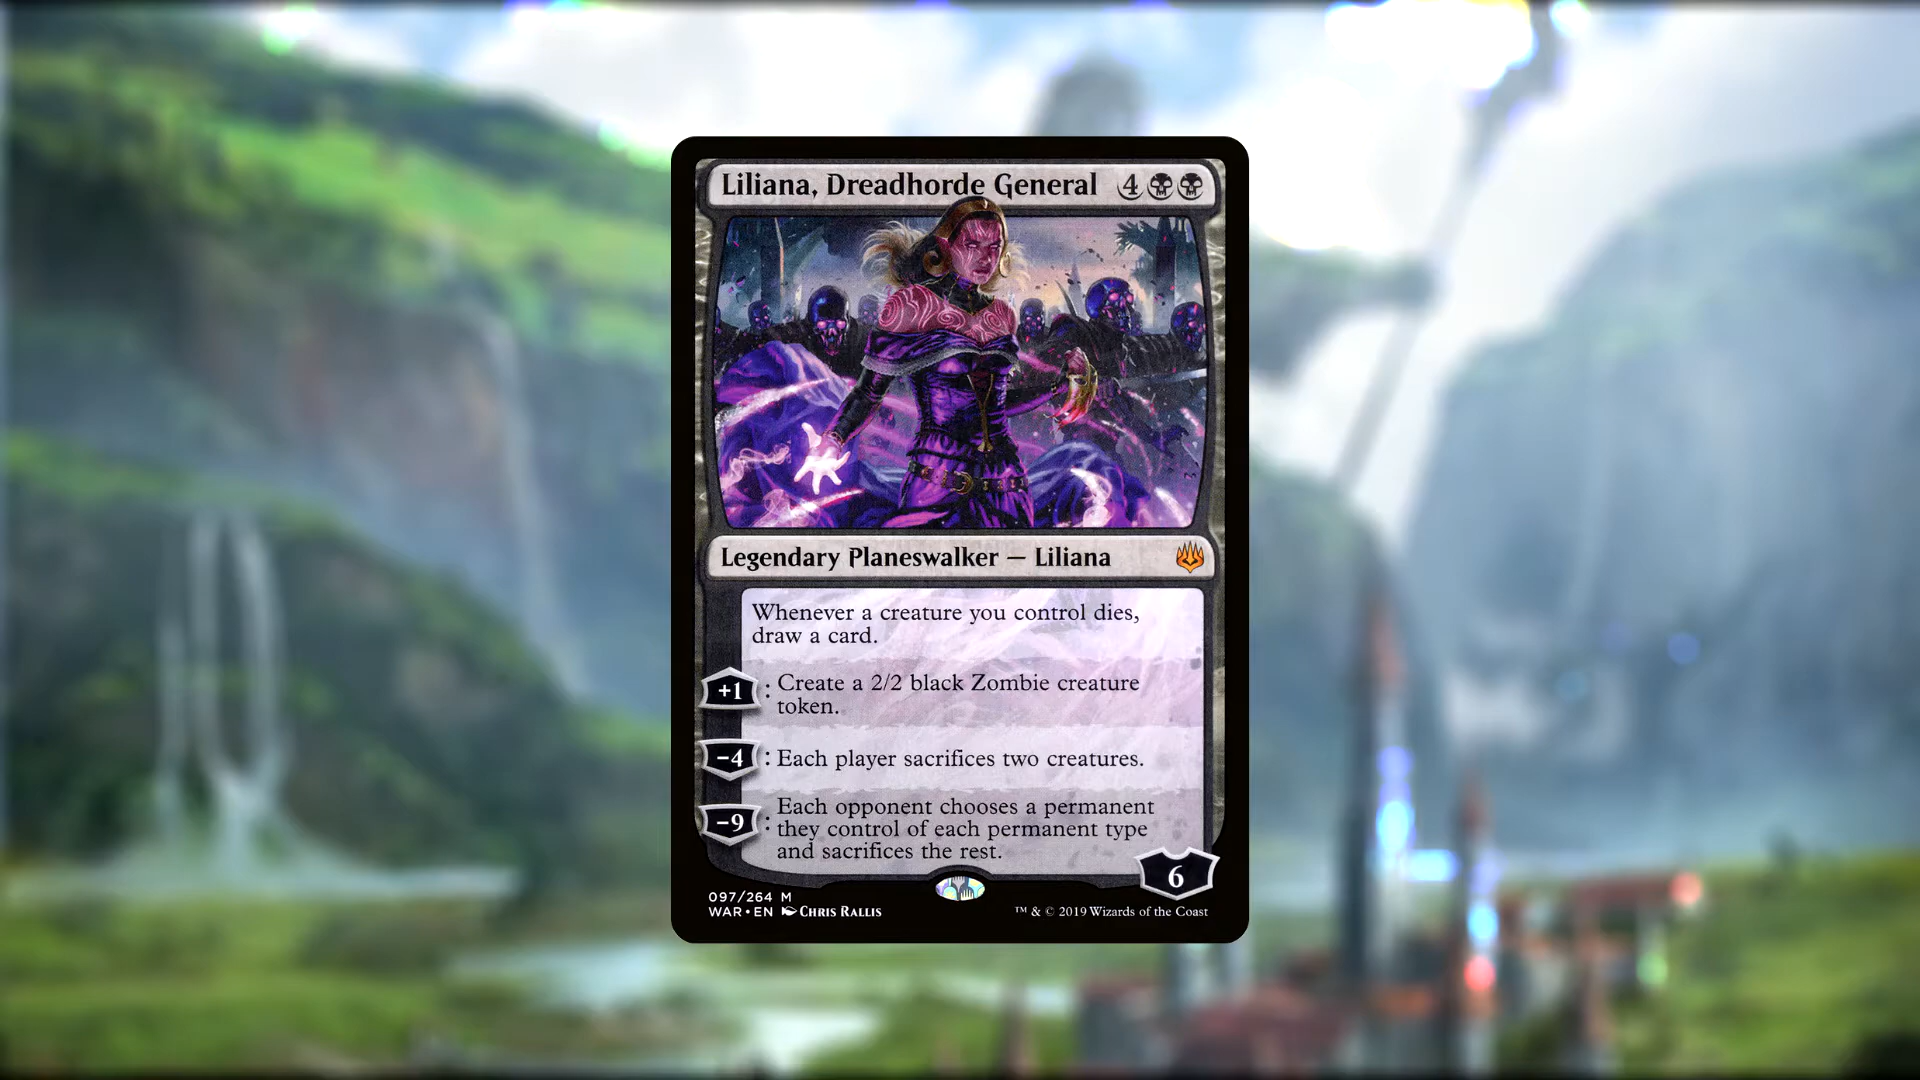 Liliana, Dreadhorde General 4
Legendary Planeswalker — Liliana
Whenever a creature you control dies,
draw a card.
+1 : Create a 2/2 black Zombie creature
token.
−4 : Each player sacrifices two creatures.
−9 : Each opponent chooses a permanent
they control of each permanent type
and sacrifices the rest.
6
097/264 M
WAR • EN Chris Rallis
™ & © 2019 Wizards of the Coast